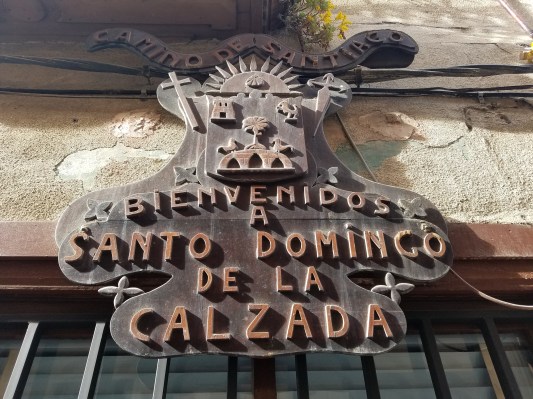 CAMINO DE SANTIAGO
BIENVENIDOS
A
SANTO DOMINGO
DE LA
CALZADA